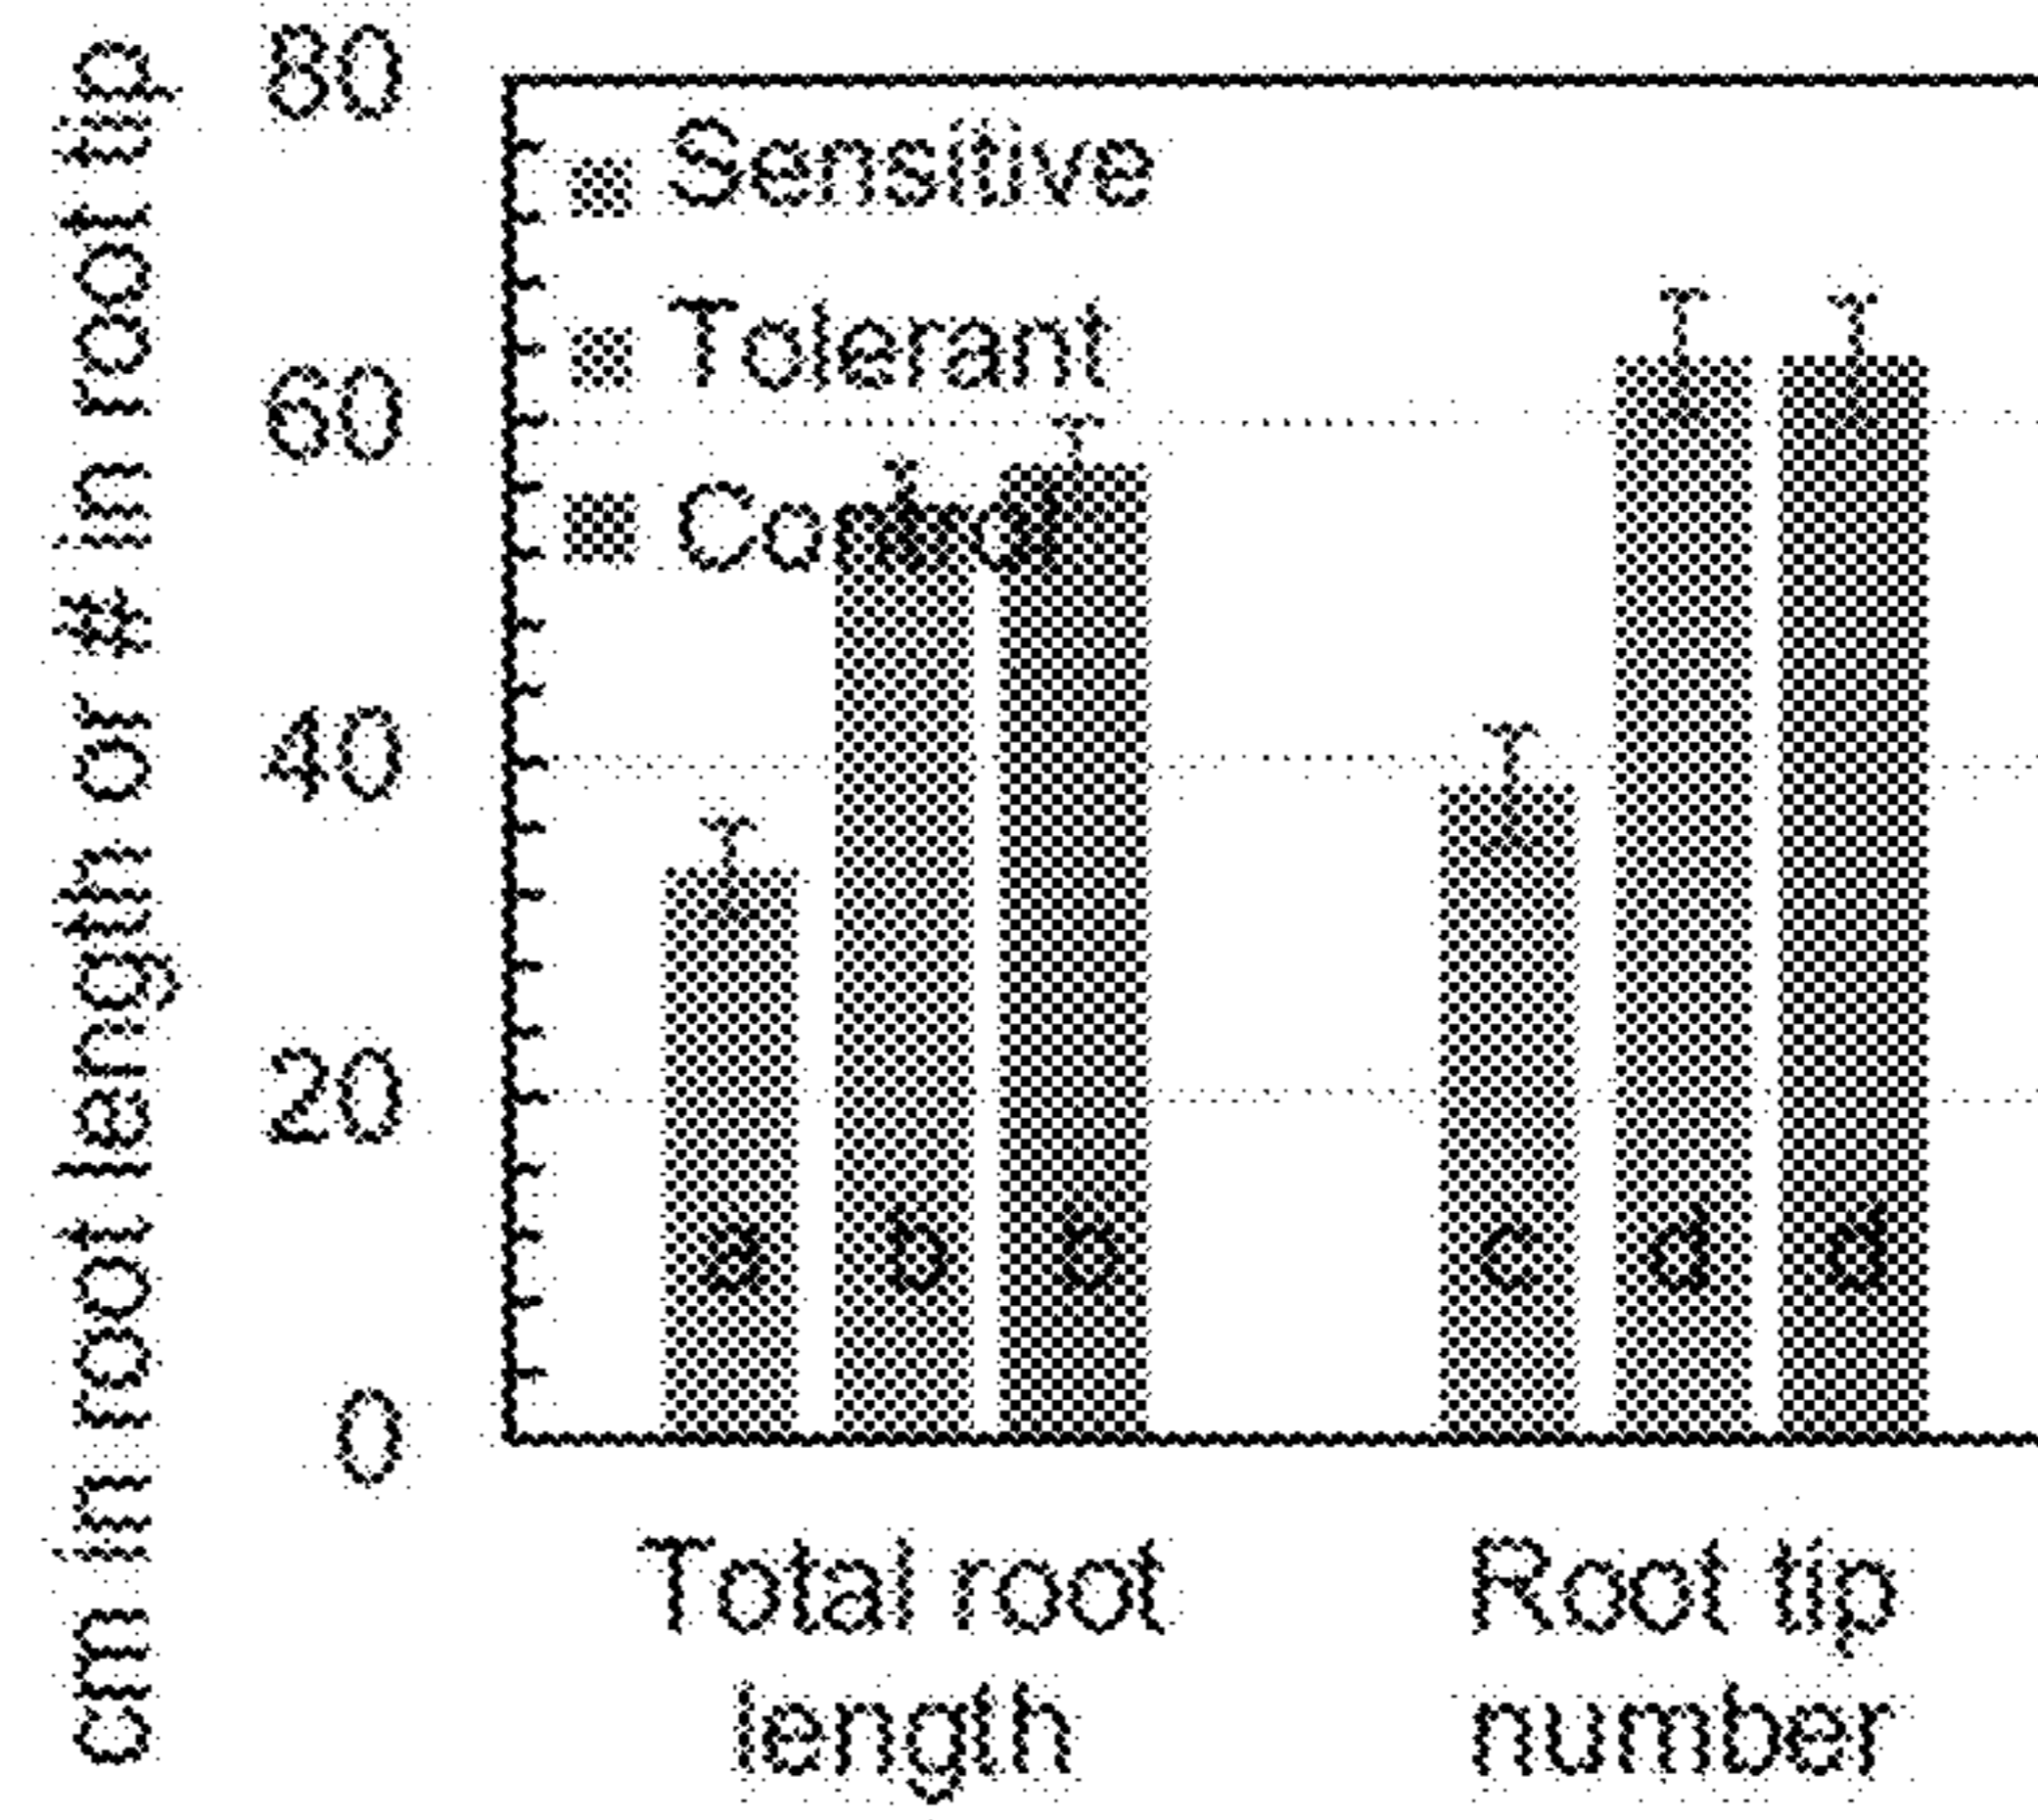 cm in root length or # in root tip
80
60
40
20
0
Sensitive
Tolerant
Control
a b b c d d
Total root
length
Root tip
number